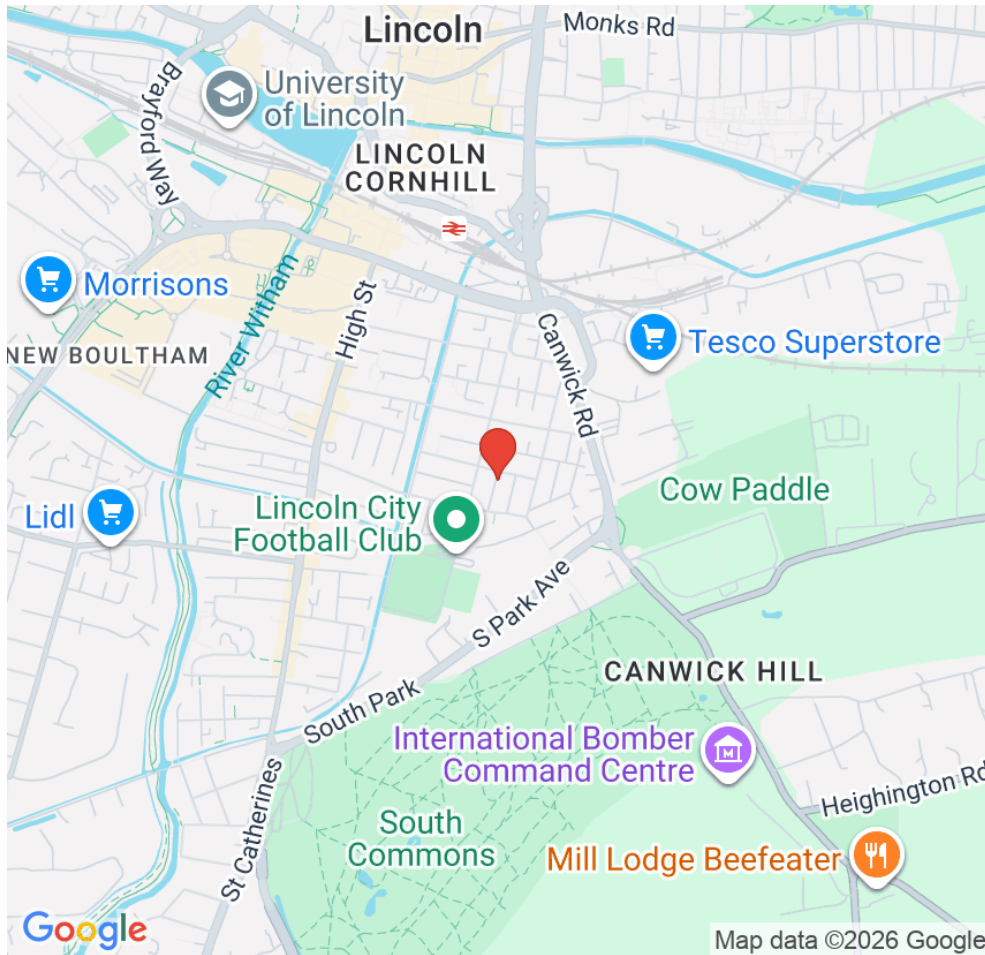 Lincoln
Monks Rd
Brayford Way
University
of Lincoln
LINCOLN
CORNHILL
Morrisons
River Witham
High St
Canwick Rd
Tesco Superstore
NEW BOULTHAM
Cow Paddle
Lidl
Lincoln City
Football Club
S Park Ave
CANWICK HILL
South Park
International Bomber
Command Centre
St Catherines
Heighington Rd
South
Commons
Mill Lodge Beefeater
Google
Map data ©2026 Google